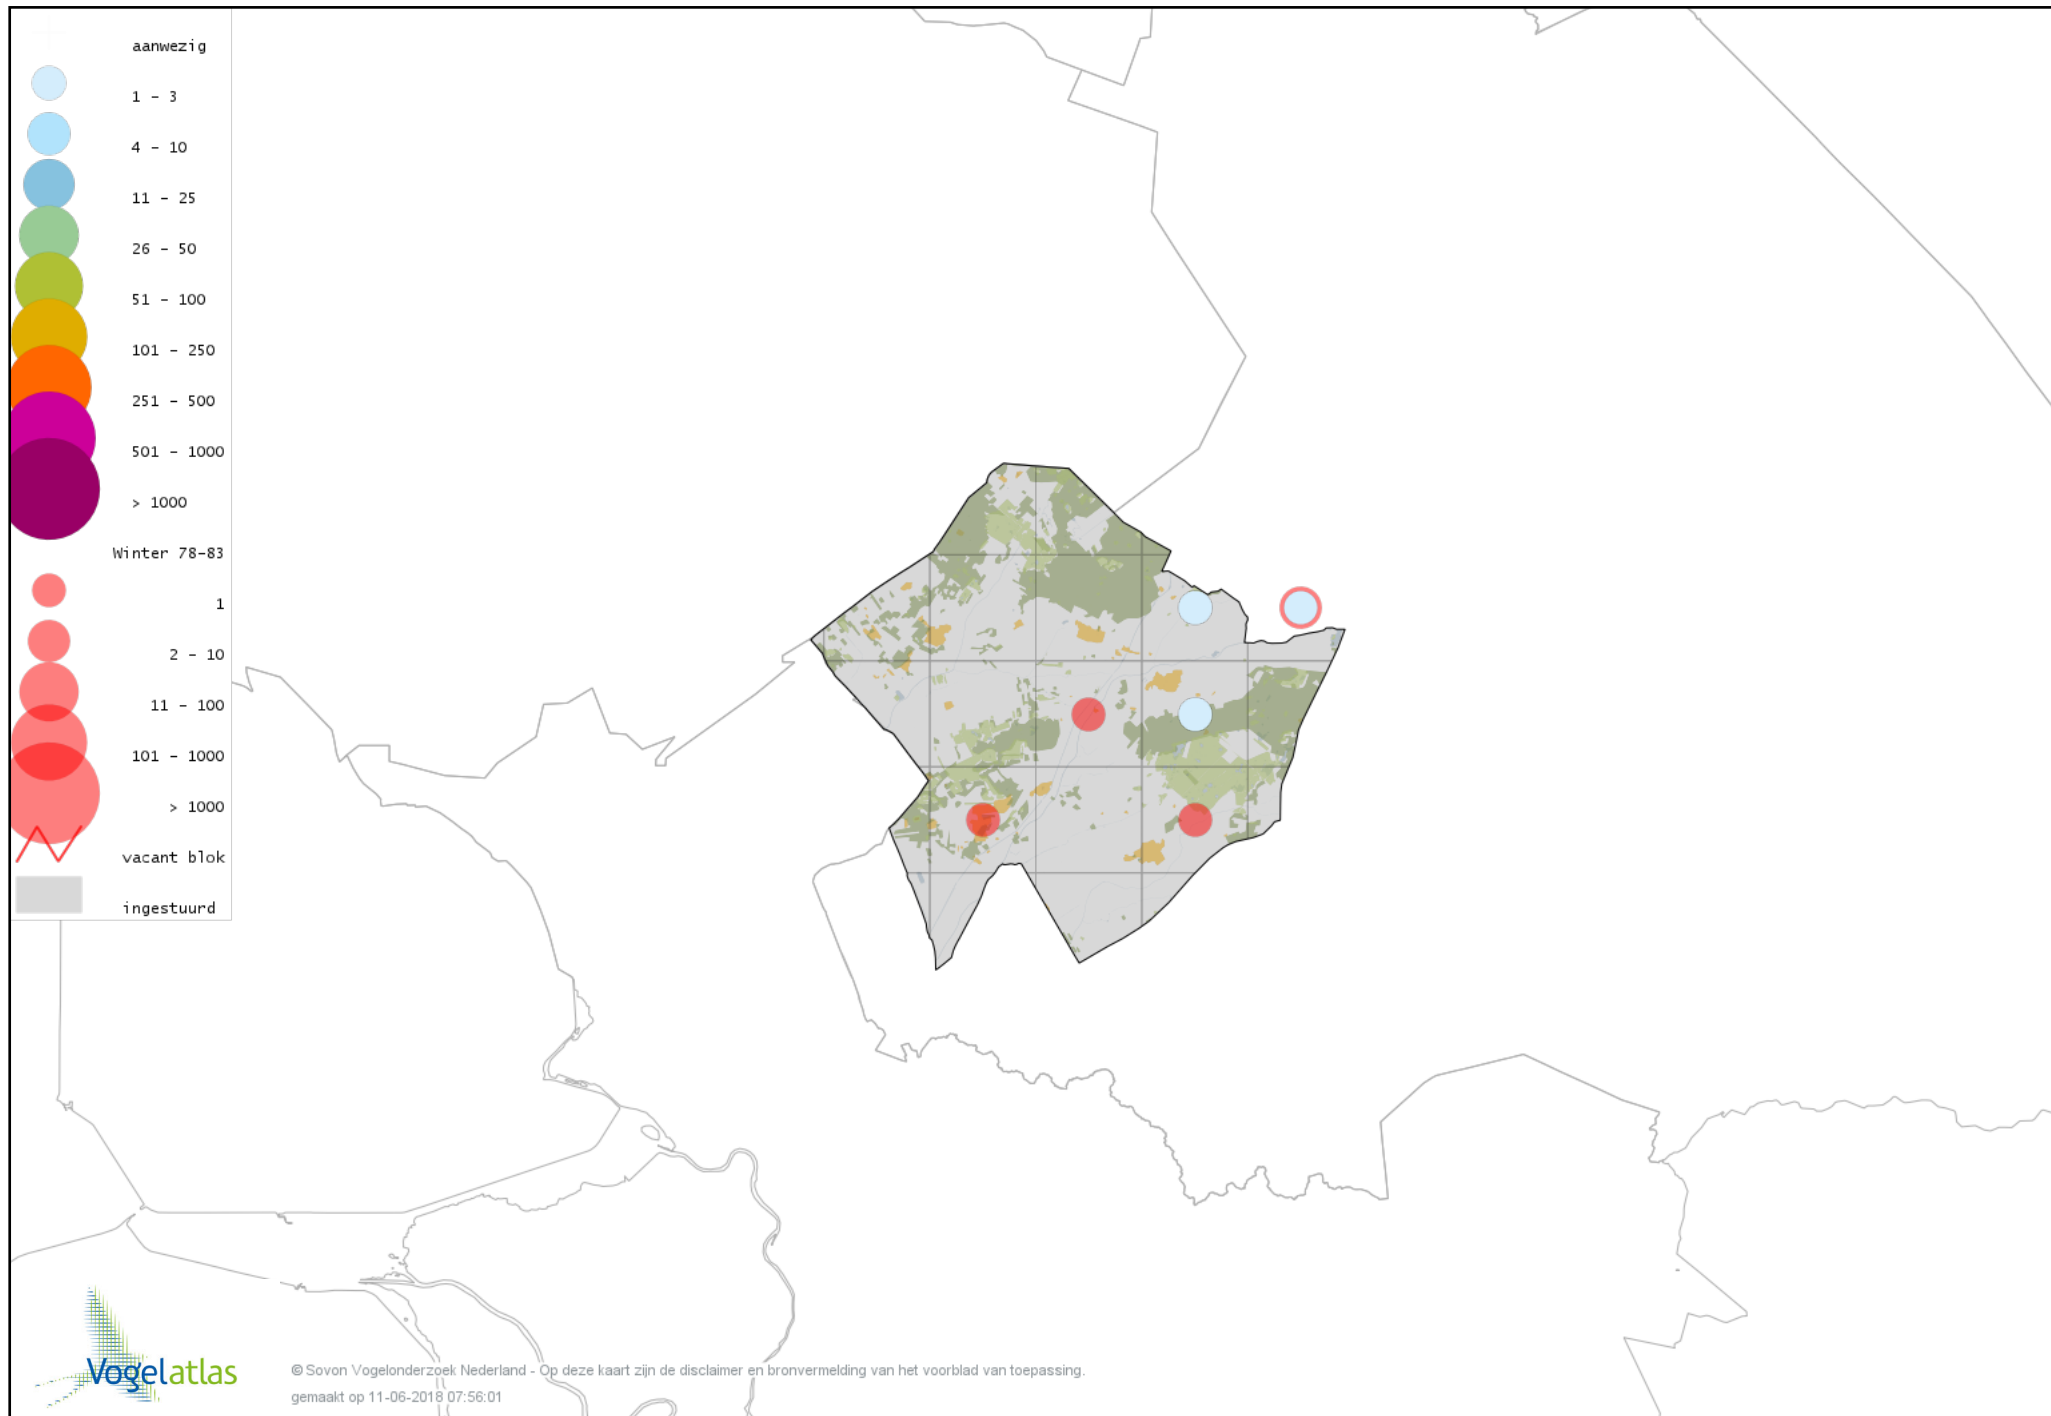 aanwezig
1 - 3
4 - 10
11 - 25
26 - 50
51 - 100
101 - 250
251 - 500
501 - 1000
> 1000
Winter 78-83
1
2 - 10
11 - 100
101 - 1000
> 1000
vacant blok
ingestuurd
Vogelatlas
© Sovon Vogelonderzoek Nederland - Op deze kaart zijn de disclaimer en bronvermelding van het voorblad van toepassing.
gemaakt op 11-06-2018 07:56:01